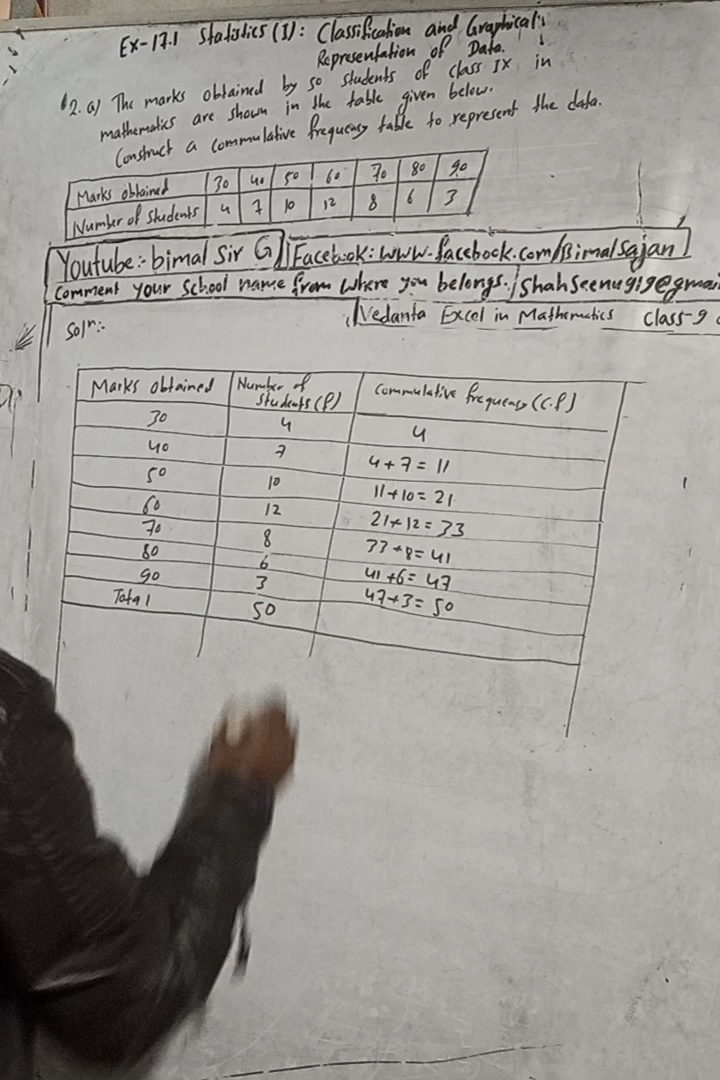 Ex-17.1 Statistics (I): Classification and Graphical
Representation of Data.
2. a) The marks obtained by 50 students of class IX in
mathematics are shown in the table given below.
Construct a commulative frequency table to represent the data.
Marks obtained 30 40 50 60 70 80 90
Number of students 4 7 10 12 8 6 3
Youtube:- bimal Sir G Facebook: www.facebook.com/Bimalsajan
Comment your School name from where you belongs. shahseenu919@gmai
Vedanta Excel in Mathematics Class-9
Solⁿ:-
Marks obtained Number of students (f) Commulative frequency (C.f)
30 4 4
40 7 4+7=11
50 10 11+10=21
60 12 21+12=33
70 8 33+8=41
80 6 41+6=47
90 3 47+3=50
Total 50